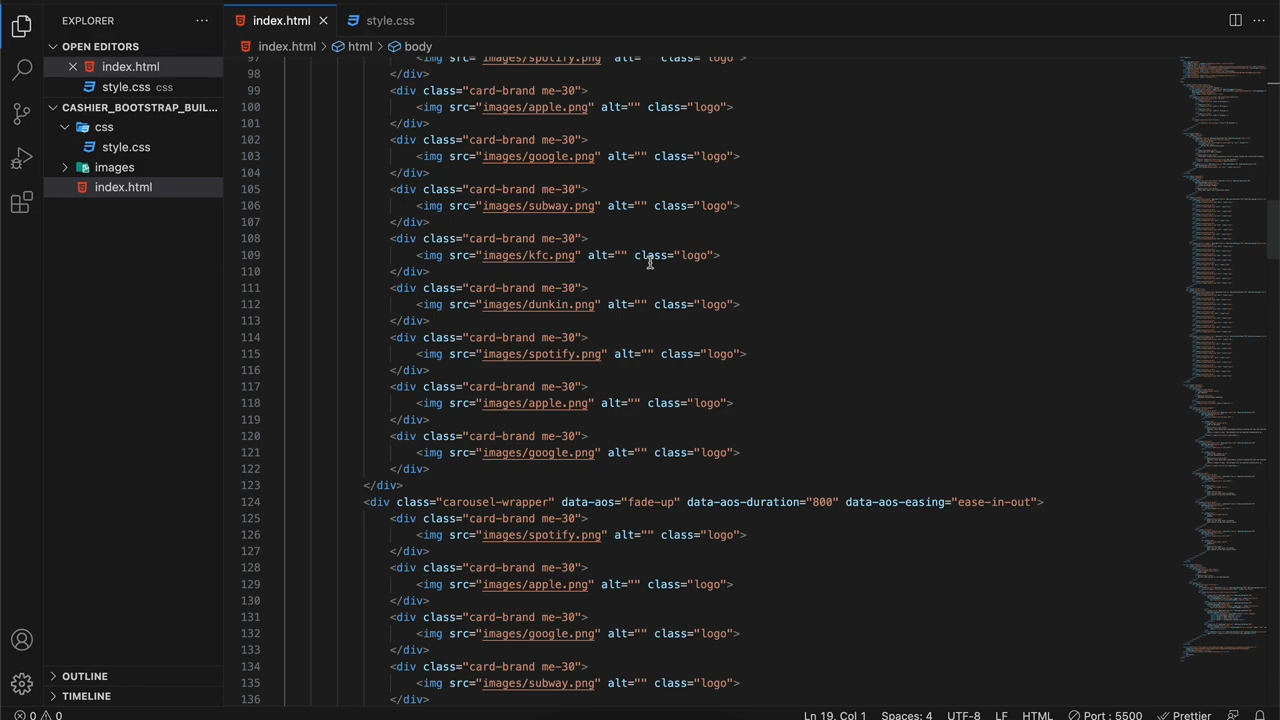 EXPLORER
OPEN EDITORS
index.html
style.css css
CASHIER_BOOTSTRAP_BUIL...
css
style.css
images
index.html
OUTLINE
TIMELINE
index.html
style.css
index.html > html > body
97 <img src="images/spotify.png" alt="" class="logo">
98 </div>
99 <div class="card-brand me-30">
100 <img src="images/apple.png" alt="" class="logo">
101 </div>
102 <div class="card-brand me-30">
103 <img src="images/google.png" alt="" class="logo">
104 </div>
105 <div class="card-brand me-30">
106 <img src="images/subway.png" alt="" class="logo">
107 </div>
108 <div class="card-brand me-30">
109 <img src="images/kfc.png" alt="" class="logo">
110 </div>
111 <div class="card-brand me-30">
112 <img src="images/dunkin.png" alt="" class="logo">
113 </div>
114 <div class="card-brand me-30">
115 <img src="images/spotify.png" alt="" class="logo">
116 </div>
117 <div class="card-brand me-30">
118 <img src="images/apple.png" alt="" class="logo">
119 </div>
120 <div class="card-brand me-30">
121 <img src="images/google.png" alt="" class="logo">
122 </div>
123 </div>
124 <div class="carousel-wrapper" data-aos="fade-up" data-aos-duration="800" data-aos-easing="ease-in-out">
125 <div class="card-brand me-30">
126 <img src="images/spotify.png" alt="" class="logo">
127 </div>
128 <div class="card-brand me-30">
129 <img src="images/apple.png" alt="" class="logo">
130 </div>
131 <div class="card-brand me-30">
132 <img src="images/google.png" alt="" class="logo">
133 </div>
134 <div class="card-brand me-30">
135 <img src="images/subway.png" alt="" class="logo">
136 </div>
0 0
Ln 19, Col 1 Spaces: 4 UTF-8 LF HTML Port : 5500 Prettier